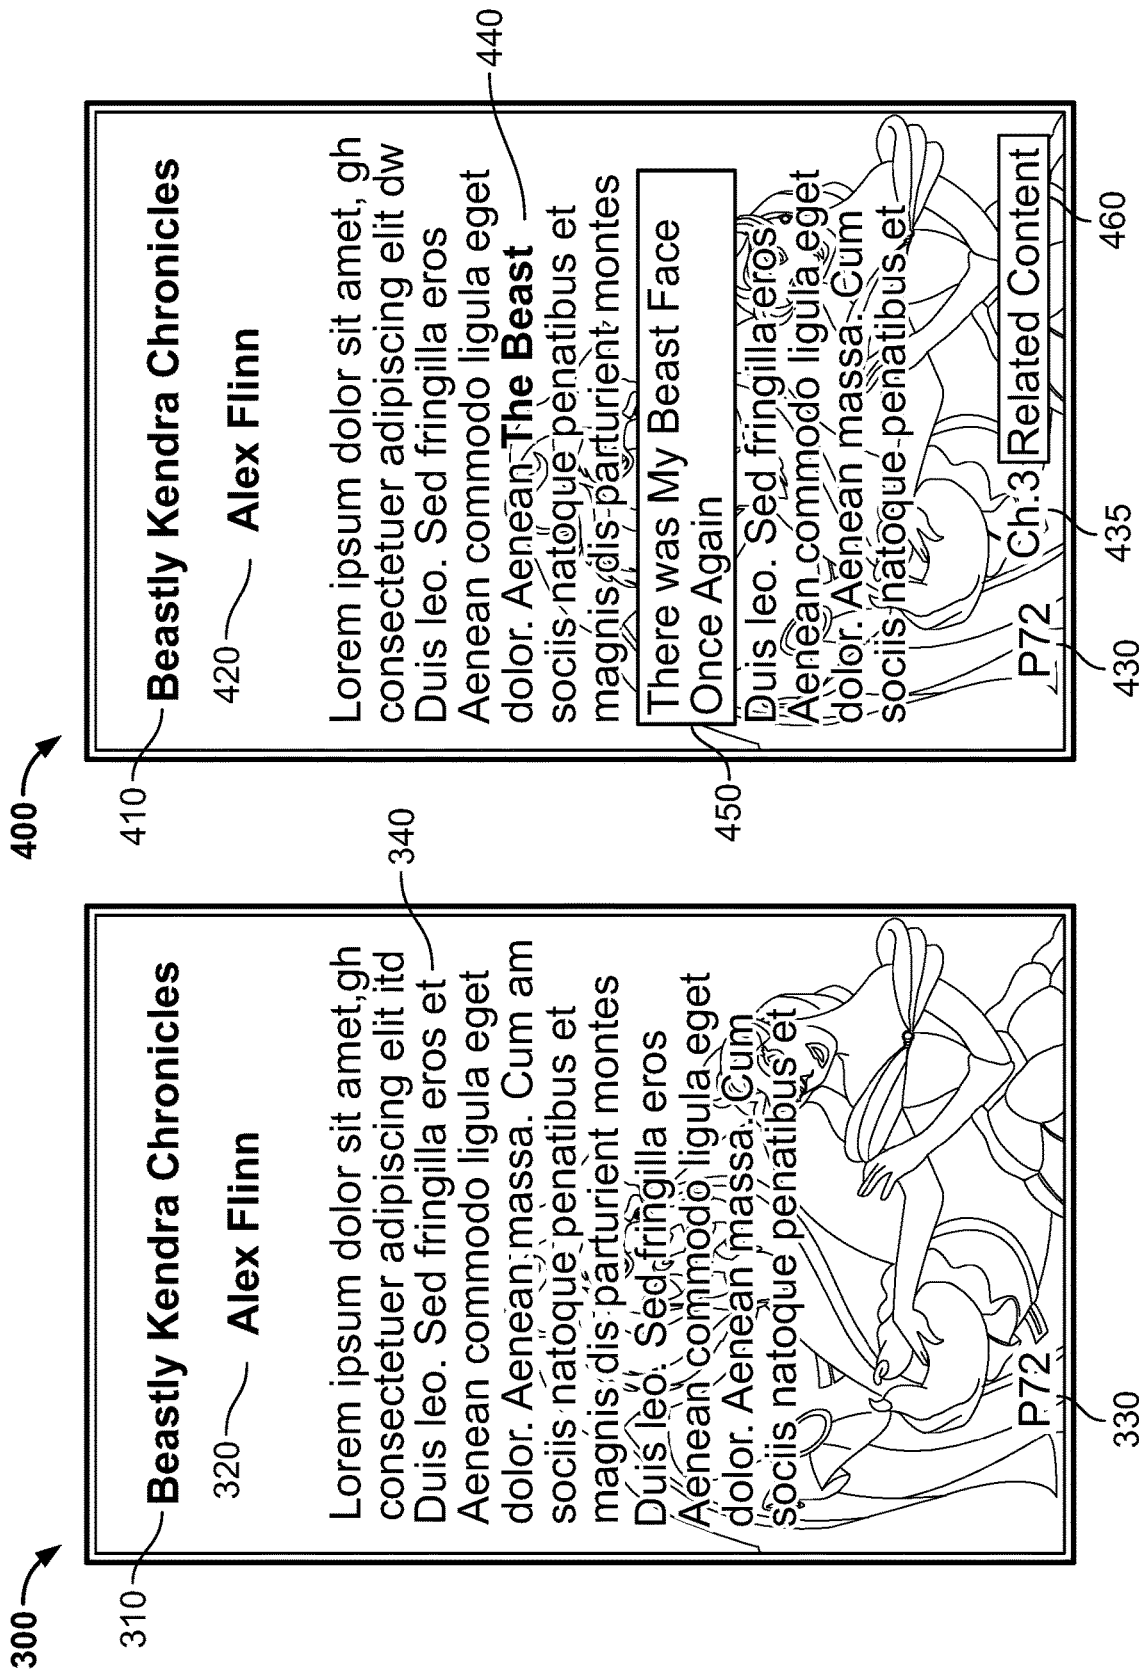 300
310
Beastly Kendra Chronicles
320
Alex Flinn
340
Lorem ipsum dolor sit amet,gh
consectetuer adipiscing elit itd
Duis leo. Sed fringilla eros et
Aenean commodo ligula eget
dolor. Aenean massa. Cum am
sociis natoque penatibus et
magnis dis parturient montes
Duis leo. Sed fringilla eros
Aenean commodo ligula eget
dolor. Aenean massa. Cum
sociis natoque penatibus et
P72
330
400
410
Beastly Kendra Chronicles
420
Alex Flinn
440
Lorem ipsum dolor sit amet, gh
consectetuer adipiscing elit dw
Duis leo. Sed fringilla eros
Aenean commodo ligula eget
dolor. Aenean The Beast
sociis natoque penatibus et
magnis dis parturient montes
There was My Beast Face
Once Again
450
Duis leo. Sed fringilla eros
Aenean commodo ligula eget
dolor. Aenean massa. Cum
sociis natoque penatibus et
P72 Ch.3 Related Content
430 435 460